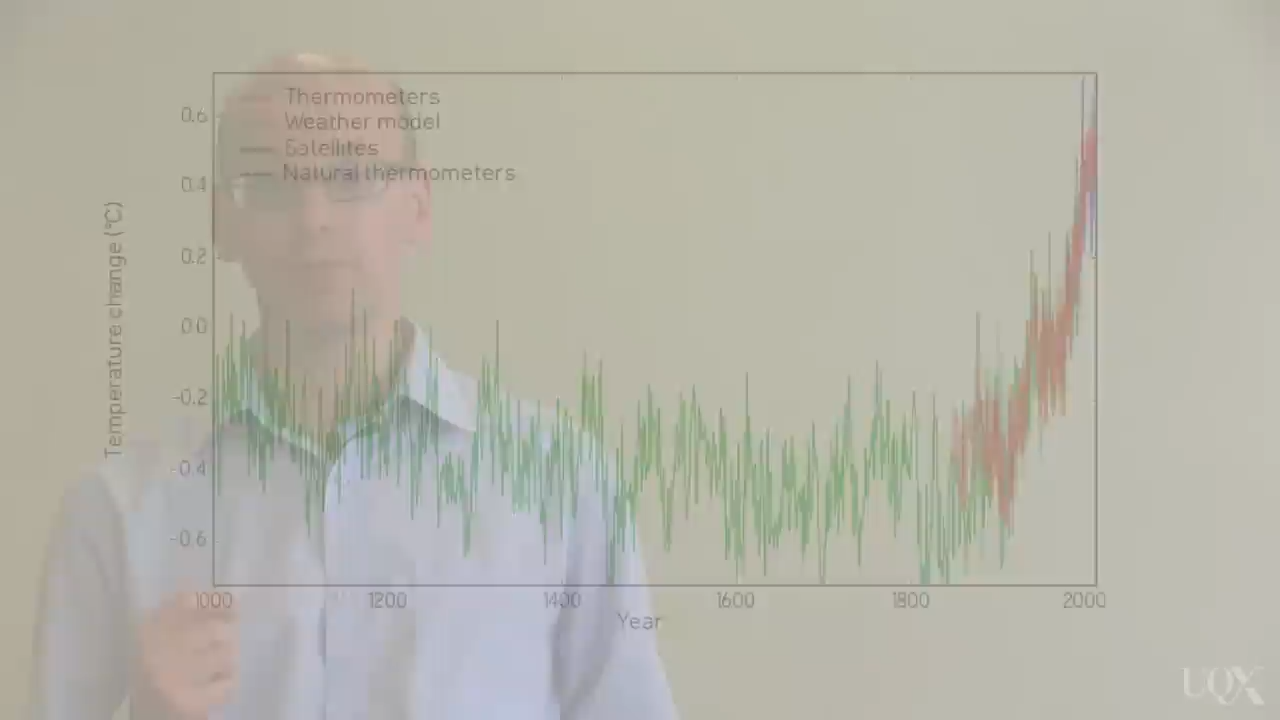 Thermometers
Weather model
Satellites
Natural thermometers
Temperature change (°C)
0.6
0.4
0.2
0.0
-0.2
-0.4
-0.6
1000 1200 1400 1600 1800 2000
Year
UQX